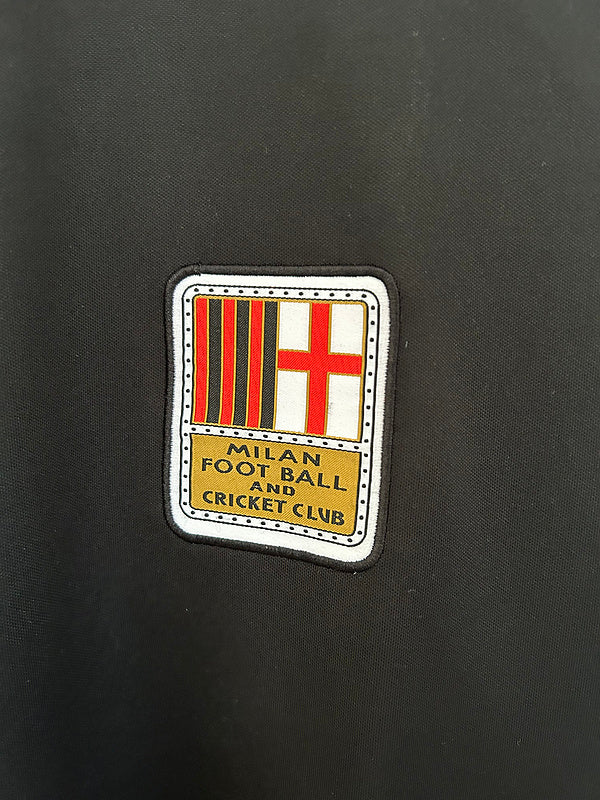 MILAN
FOOT BALL
AND
CRICKET CLUB